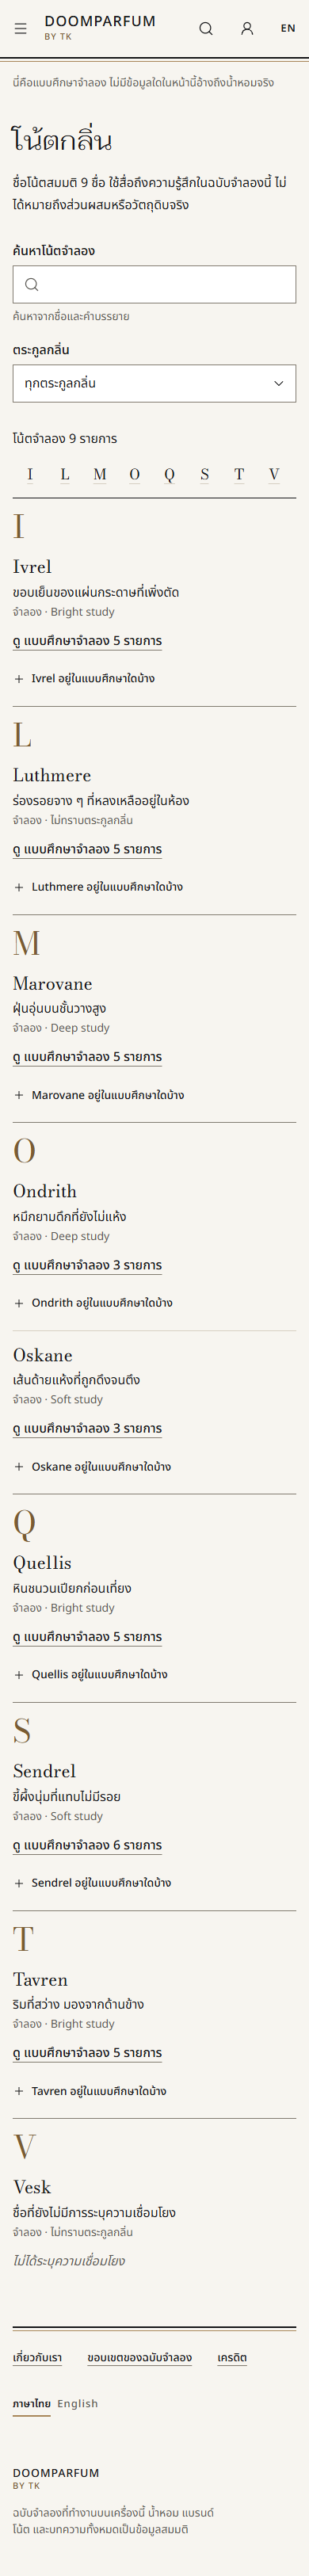 DOOMPARFUM
BY TK
EN
นี่คือแบบศึกษาจำลอง ไม่มีข้อมูลใดในหน้านี้อ้างถึงน้ำหอมจริง
โน้ตกลิ่น
ชื่อโน้ตสมมติ 9 ชื่อ ใช้สื่อถึงความรู้สึกในฉบับจำลองนี้ ไม่
ได้หมายถึงส่วนผสมหรือวัตถุดิบจริง
ค้นหาโน้ตจำลอง
ค้นหาจากชื่อและคำบรรยาย
ตระกูลกลิ่น
ทุกตระกูลกลิ่น
โน้ตจำลอง 9 รายการ
I L M O Q S T V
I
Ivrel
ขอบเย็นของแผ่นกระดาษที่เพิ่งตัด
จำลอง · Bright study
ดู แบบศึกษาจำลอง 5 รายการ
+ Ivrel อยู่ในแบบศึกษาใดบ้าง
L
Luthmere
ร่องรอยจาง ๆ ที่หลงเหลืออยู่ในห้อง
จำลอง · ไม่ทราบตระกูลกลิ่น
ดู แบบศึกษาจำลอง 5 รายการ
+ Luthmere อยู่ในแบบศึกษาใดบ้าง
M
Marovane
ฝุ่นอุ่นบนชั้นวางสูง
จำลอง · Deep study
ดู แบบศึกษาจำลอง 5 รายการ
+ Marovane อยู่ในแบบศึกษาใดบ้าง
O
Ondrith
หมึกยามดึกที่ยังไม่แห้ง
จำลอง · Deep study
ดู แบบศึกษาจำลอง 3 รายการ
+ Ondrith อยู่ในแบบศึกษาใดบ้าง
Oskane
เส้นด้ายแห้งที่ถูกดึงจนตึง
จำลอง · Soft study
ดู แบบศึกษาจำลอง 3 รายการ
+ Oskane อยู่ในแบบศึกษาใดบ้าง
Q
Quellis
หินชนวนเปียกก่อนเที่ยง
จำลอง · Bright study
ดู แบบศึกษาจำลอง 5 รายการ
+ Quellis อยู่ในแบบศึกษาใดบ้าง
S
Sendrel
ขี้ผึ้งนุ่มที่แทบไม่มีรอย
จำลอง · Soft study
ดู แบบศึกษาจำลอง 6 รายการ
+ Sendrel อยู่ในแบบศึกษาใดบ้าง
T
Tavren
ริมที่สว่าง มองจากด้านข้าง
จำลอง · Bright study
ดู แบบศึกษาจำลอง 5 รายการ
+ Tavren อยู่ในแบบศึกษาใดบ้าง
V
Vesk
ชื่อที่ยังไม่มีการระบุความเชื่อมโยง
จำลอง · ไม่ทราบตระกูลกลิ่น
ไม่ได้ระบุความเชื่อมโยง
เกี่ยวกับเรา ขอบเขตของฉบับจำลอง เครดิต
ภาษาไทย English
DOOMPARFUM
BY TK
ฉบับจำลองที่ทำงานบนเครื่องนี้ น้ำหอม แบรนด์
โน้ต และบทความทั้งหมดเป็นข้อมูลสมมติ